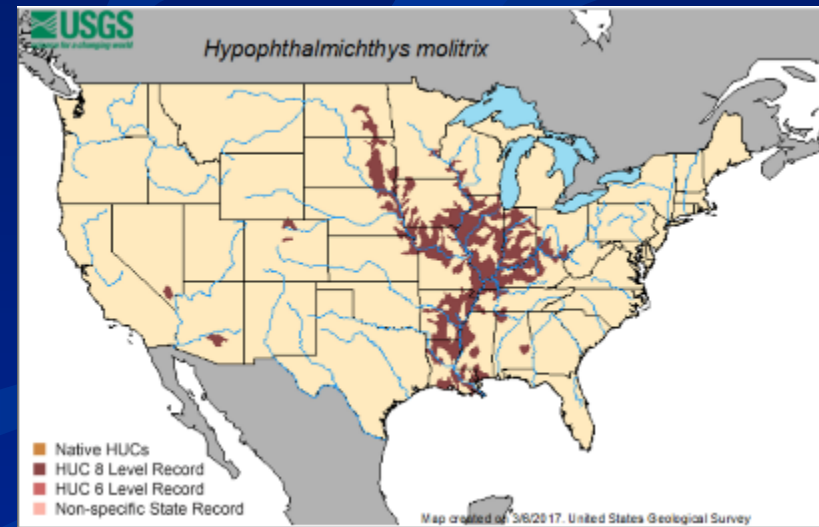 USGS
science for a changing world
Hypophthalmichthys molitrix
Native HUCs
HUC 8 Level Record
HUC 6 Level Record
Non-specific State Record
Map created on 3/6/2017. United States Geological Survey